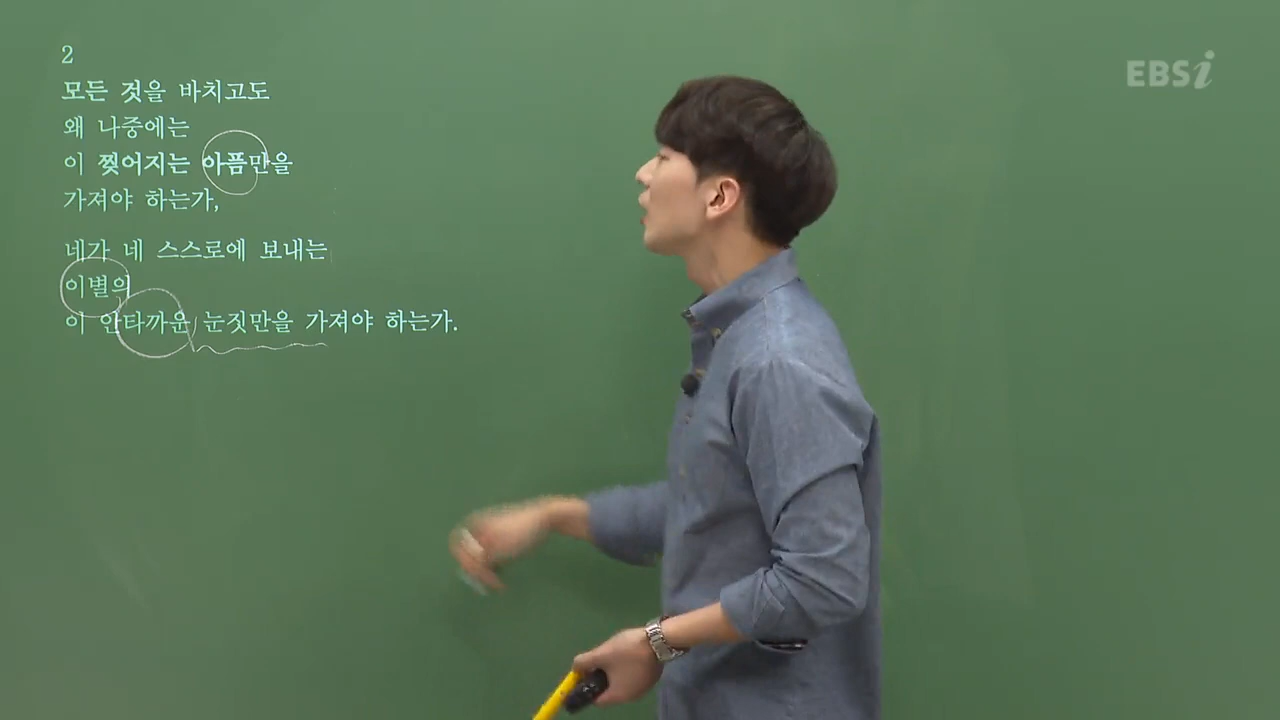 2
모든 것을 바치고도
왜 나중에는
이 찢어지는 아픔만을
가져야 하는가,
네가 네 스스로에 보내는
이별의
이 안타까운 눈짓만을 가져야 하는가.
EBSi